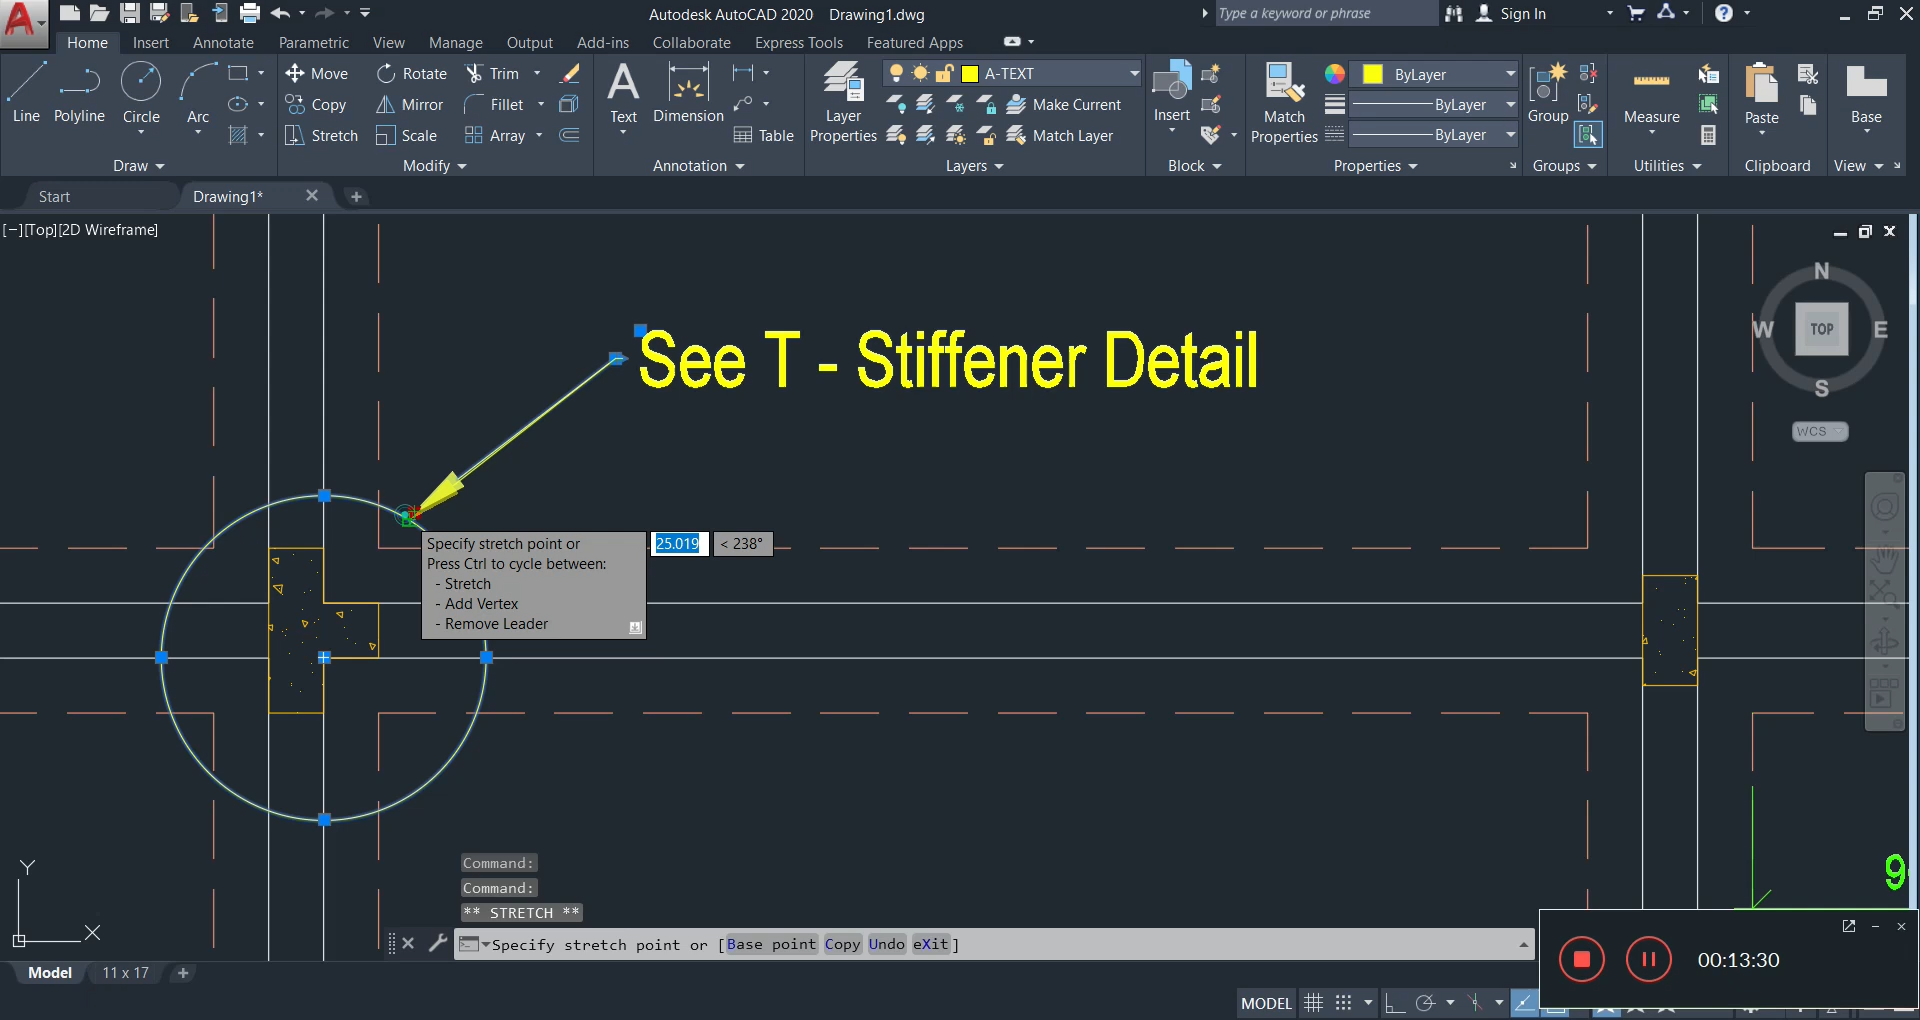 Autodesk AutoCAD 2020 Drawing1.dwg
Type a keyword or phrase
Sign In
Home Insert Annotate Parametric View Manage Output Add-ins Collaborate Express Tools Featured Apps
Line
Polyline
Circle
Arc
Draw
Move
Rotate
Trim
Copy
Mirror
Fillet
Stretch
Scale
Array
Modify
Text
Dimension
Table
Annotation
Layer
Properties
A-TEXT
Make Current
Match Layer
Layers
Insert
Block
Match
Properties
ByLayer
ByLayer
ByLayer
Properties
Group
Groups
Measure
Utilities
Paste
Clipboard
Base
View
Start
Drawing1*
[−][Top][2D Wireframe]
N
W TOP E
S
WCS
See T - Stiffener Detail
Specify stretch point or
Press Ctrl to cycle between:
- Stretch
- Add Vertex
- Remove Leader
25.019
< 238°
9
Y
X
Command:
Command:
** STRETCH **
Specify stretch point or [Base point Copy Undo eXit]
Model
11 x 17
MODEL
00:13:30